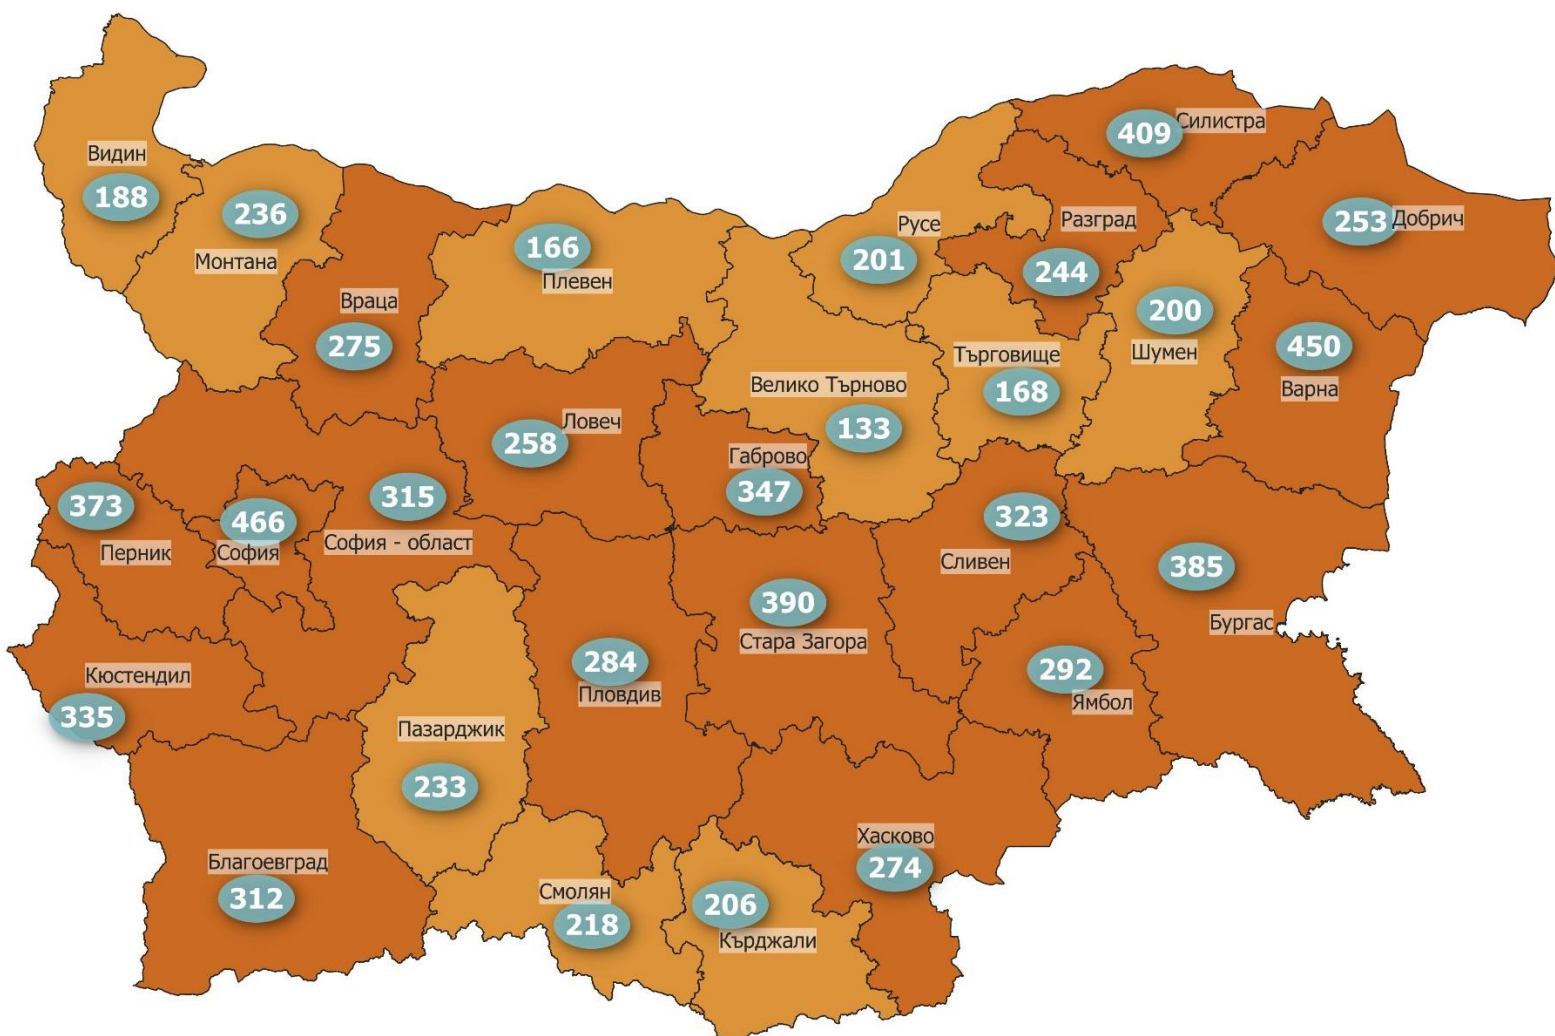 Видин
188
236
Монтана
Враца
275
166
Плевен
Русе
201
Силистра
409
Разград
244
253
Добрич
200
Шумен
450
Варна
Търговище
168
Велико Търново
133
Ловеч
258
Габрово
347
373
Перник
466
София
315
София - област
323
Сливен
385
Бургас
390
Стара Загора
292
Ямбол
284
Пловдив
Кюстендил
335
Пазарджик
233
Благоевград
312
Смолян
218
206
Кърджали
Хасково
274